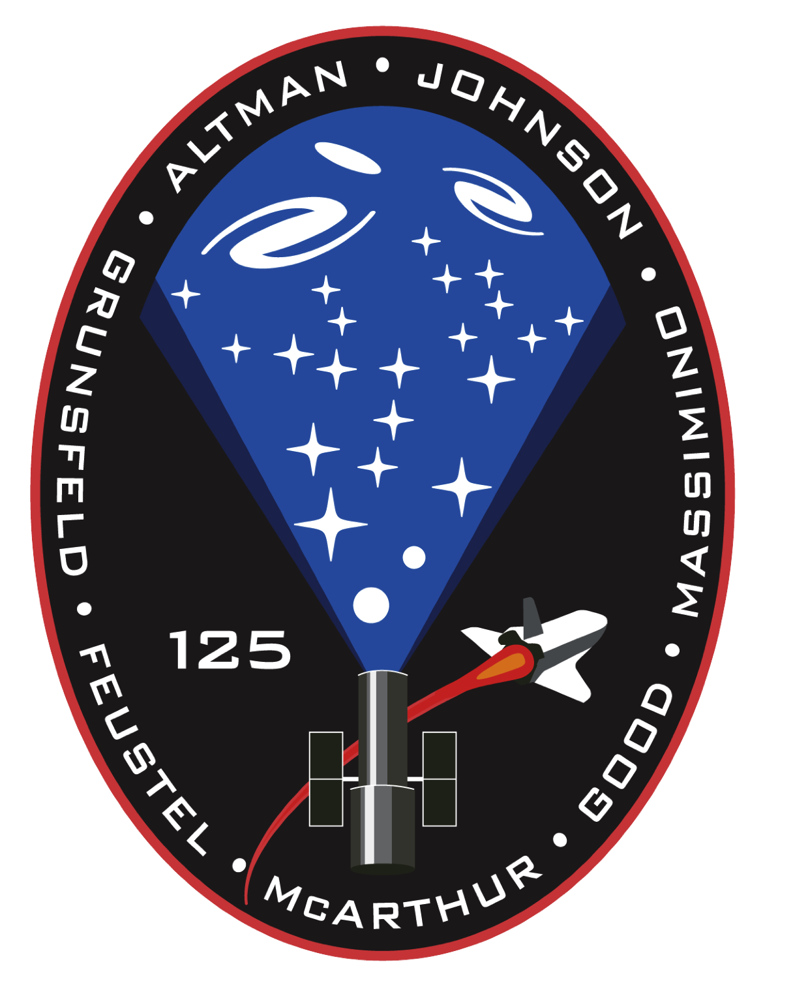 ALTMAN • JOHNSON • MASSIMINO • GOOD • MCARTHUR • FEUSTEL • GRUNSFELD •
125